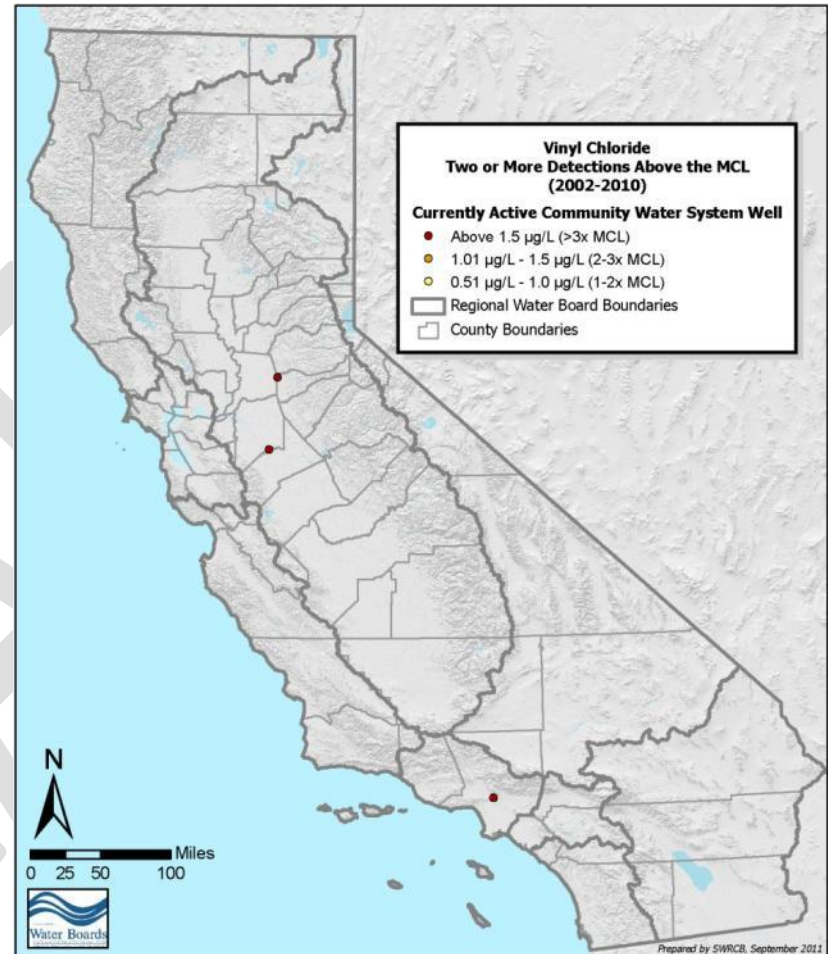 Vinyl Chloride
Two or More Detections Above the MCL
(2002-2010)
Currently Active Community Water System Well
Above 1.5 µg/L (>3x MCL)
1.01 µg/L - 1.5 µg/L (2-3x MCL)
0.51 µg/L - 1.0 µg/L (1-2x MCL)
Regional Water Board Boundaries
County Boundaries
N
Miles
0 25 50 100
Water Boards
Prepared by SWRCB, September 2011